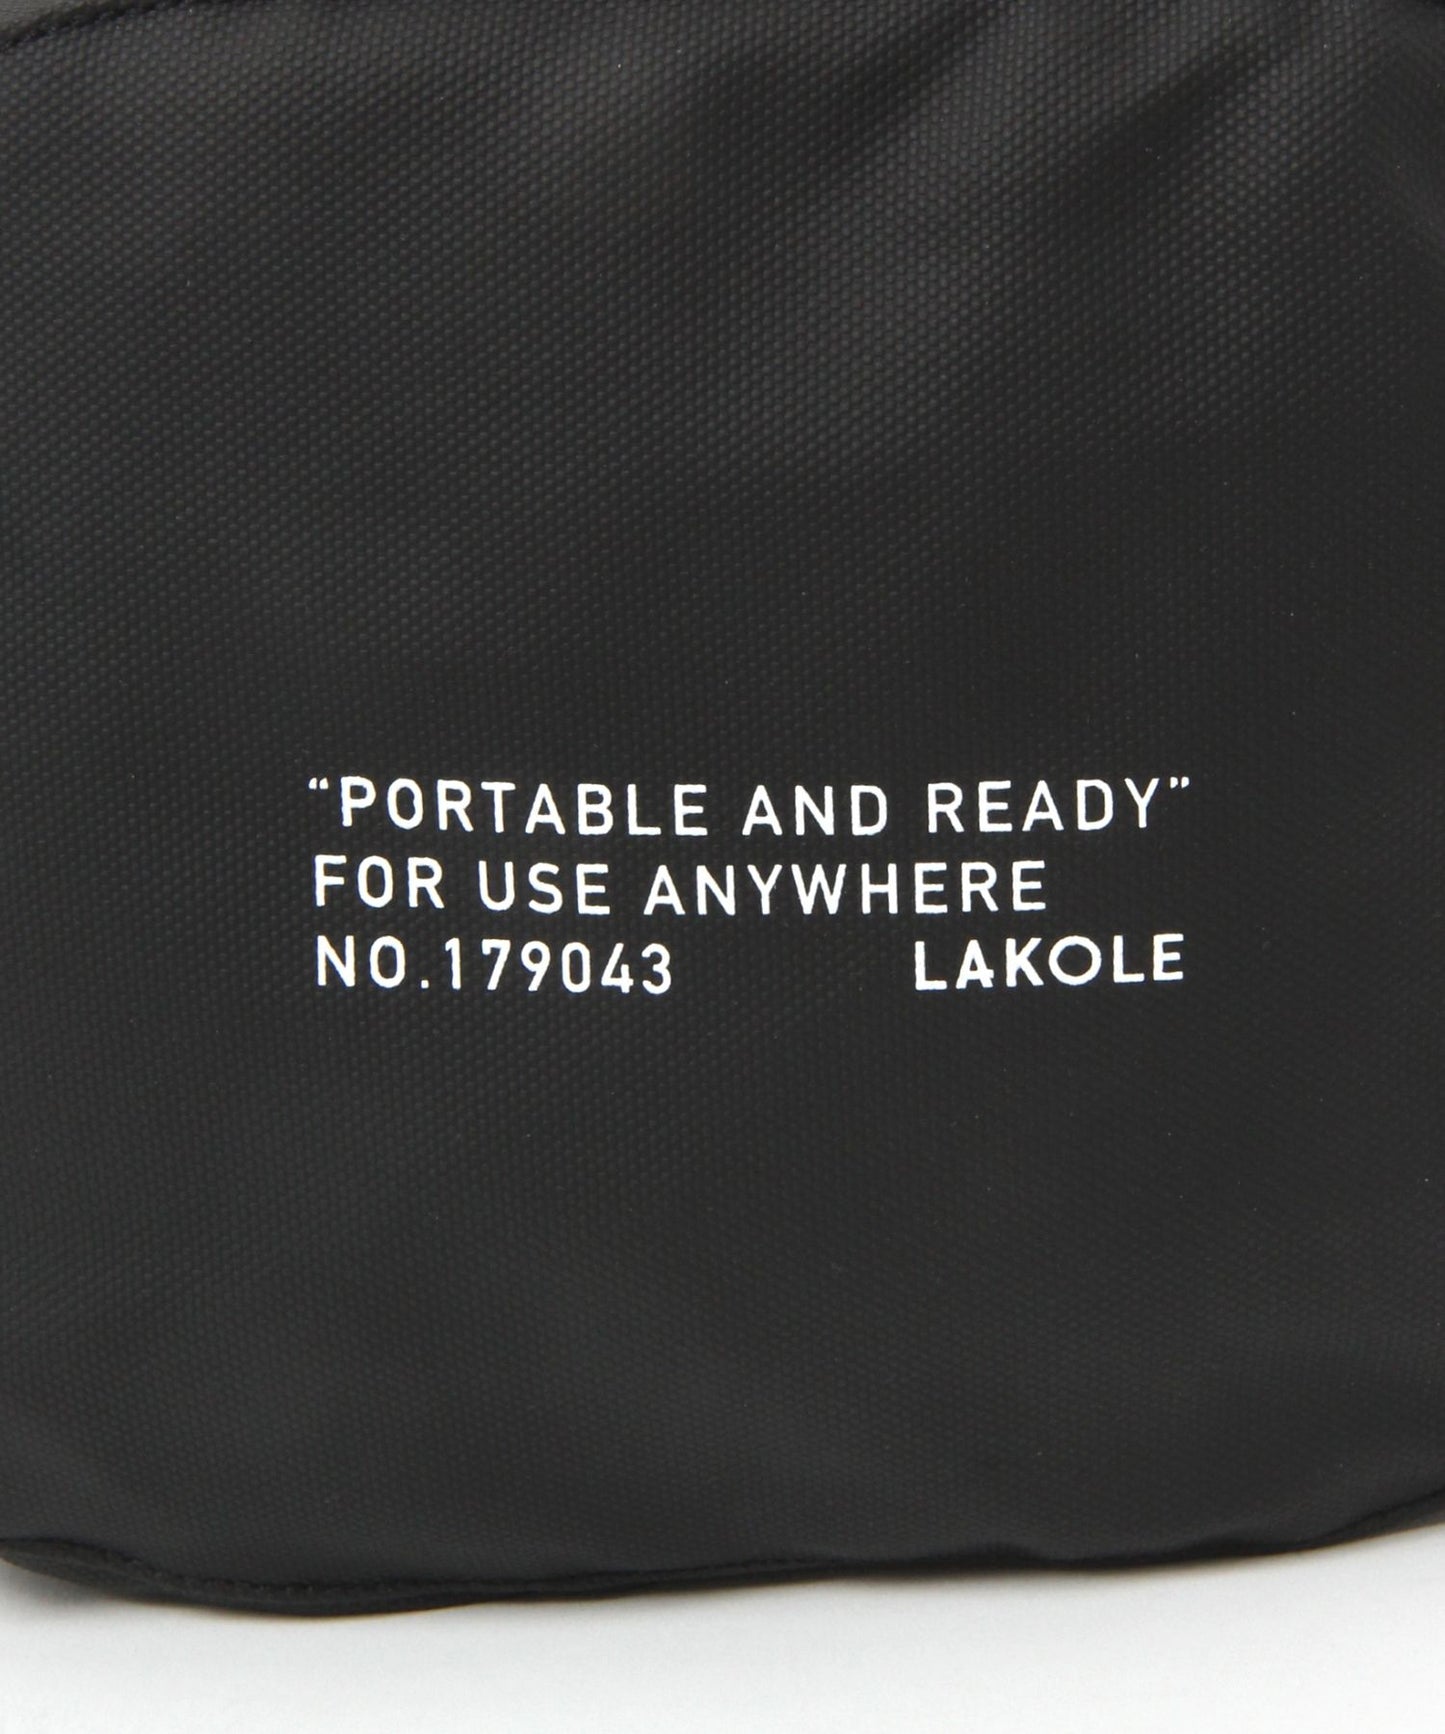 “PORTABLE AND READY”
FOR USE ANYWHERE
NO.179043 LAKOLE